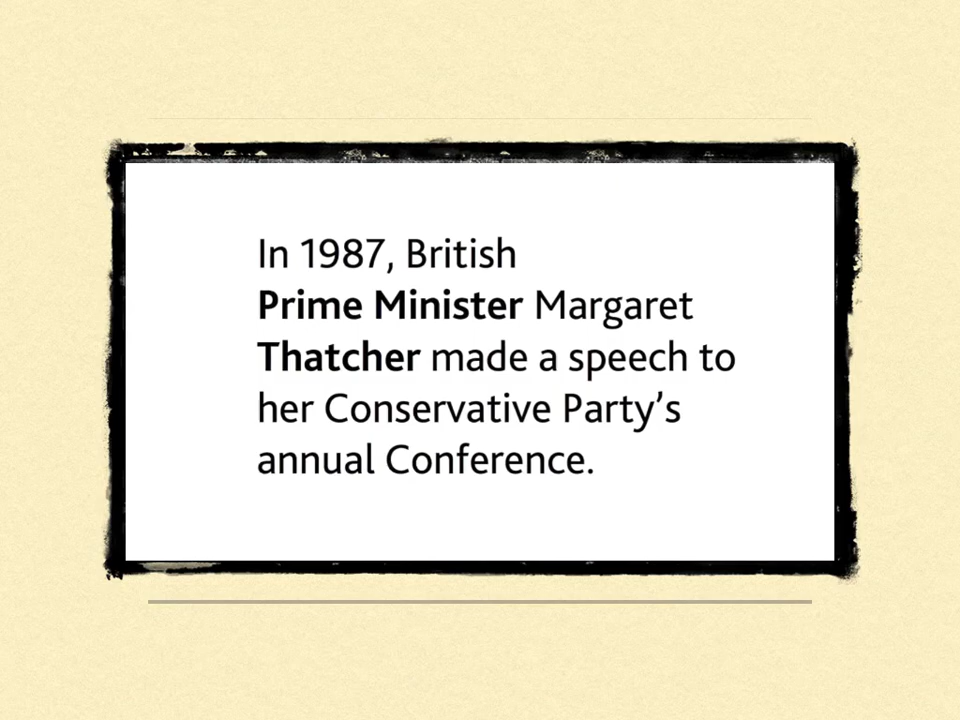 In 1987, British
Prime Minister Margaret
Thatcher made a speech to
her Conservative Party’s
annual Conference.